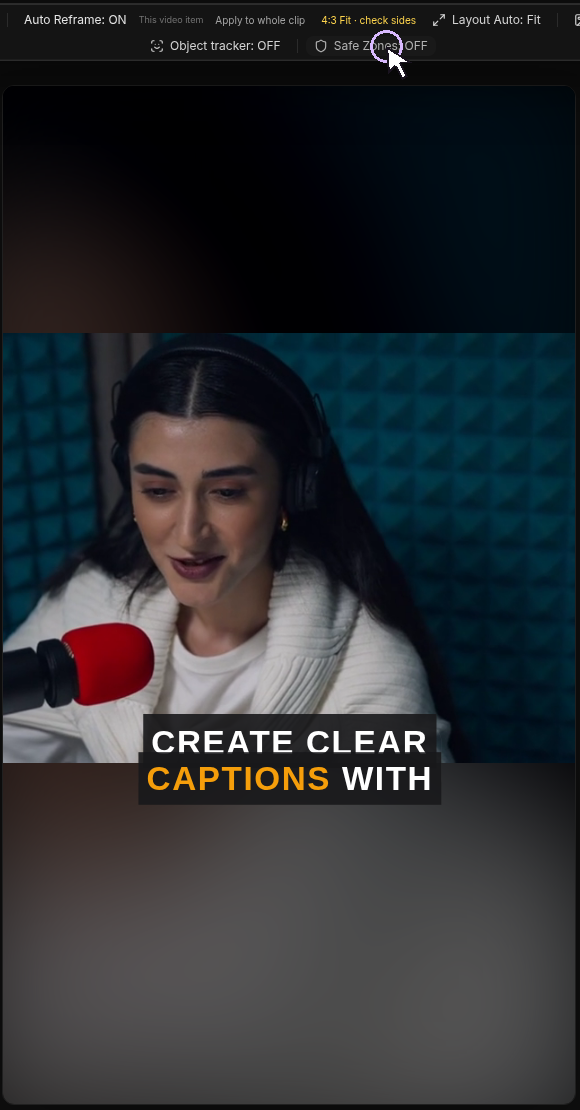 Auto Reframe: ON This video item Apply to whole clip 4:3 Fit · check sides Layout Auto: Fit
Object tracker: OFF Safe Zones: OFF
CREATE CLEAR
CAPTIONS WITH